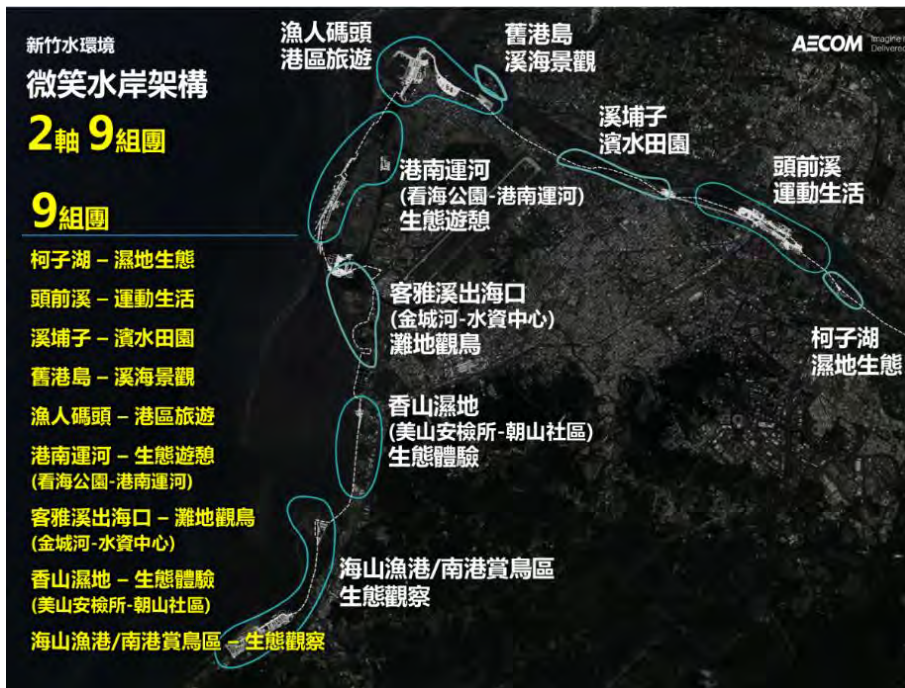 新竹水環境
微笑水岸架構
2軸 9組團
9組團
柯子湖 – 濕地生態
頭前溪 – 運動生活
溪埔子 – 濱水田園
舊港島 – 溪海景觀
漁人碼頭 – 港區旅遊
港南運河 – 生態遊憩
(看海公園-港南運河)
客雅溪出海口 – 灘地觀鳥
(金城河-水資中心)
香山濕地 – 生態體驗
(美山安檢所-朝山社區)
海山漁港/南港賞鳥區 – 生態觀察
漁人碼頭
港區旅遊
舊港島
溪海景觀
AECOM
Imagine it
Delivered
溪埔子
濱水田園
頭前溪
運動生活
港南運河
(看海公園-港南運河)
生態遊憩
客雅溪出海口
(金城河-水資中心)
灘地觀鳥
柯子湖
濕地生態
香山濕地
(美山安檢所-朝山社區)
生態體驗
海山漁港/南港賞鳥區
生態觀察